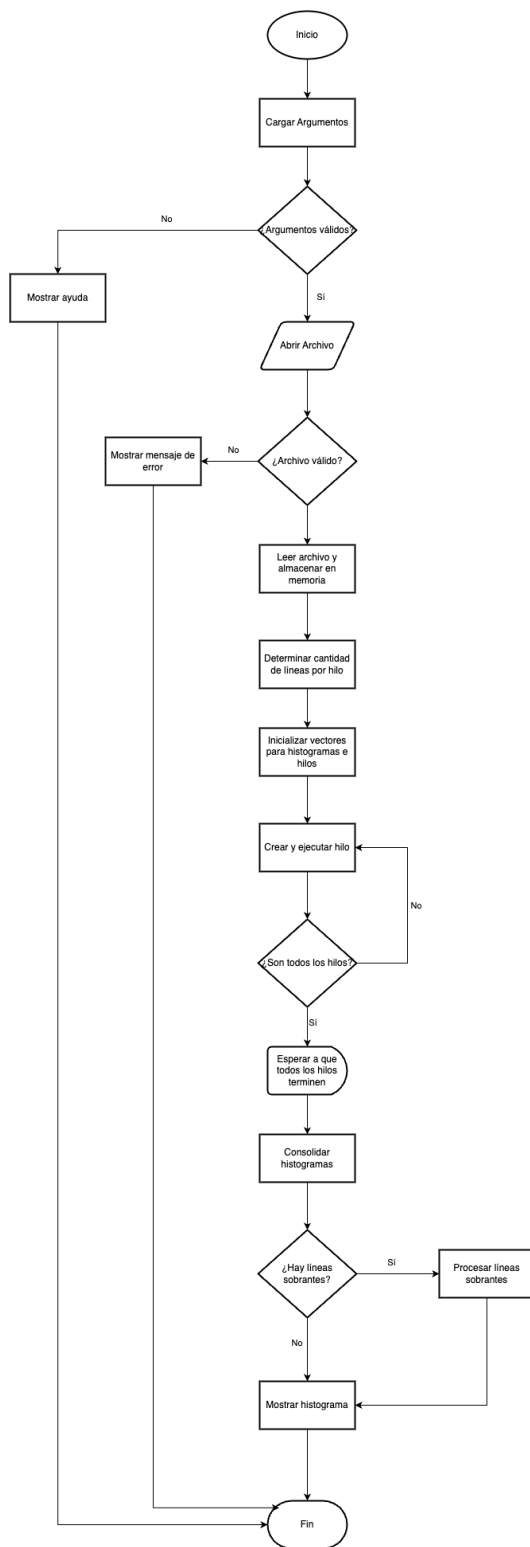 Inicio
Cargar Argumentos
¿Argumentos válidos?
No
Sí
Mostrar ayuda
Abrir Archivo
¿Archivo válido?
No
Mostrar mensaje de
error
Leer archivo y
almacenar en
memoria
Determinar cantidad
de líneas por hilo
Inicializar vectores
para histogramas e
hilos
Crear y ejecutar hilo
No
¿Son todos los hilos?
Sí
Esperar a que
todos los hilos
terminen
Consolidar
histogramas
¿Hay líneas
sobrantes?
Sí
Procesar líneas
sobrantes
No
Mostrar histograma
Fin